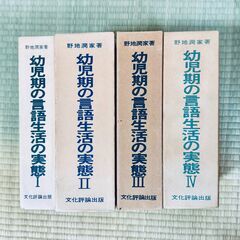 野地潤家著
幼児期の言語生活の実態Ⅰ
文化評論出版
野地潤家著
幼児期の言語生活の実態Ⅱ
文化評論出版
野地潤家著
幼児期の言語生活の実態Ⅲ
文化評論出版
野地潤家著
幼児期の言語生活の実態Ⅳ
文化評論出版